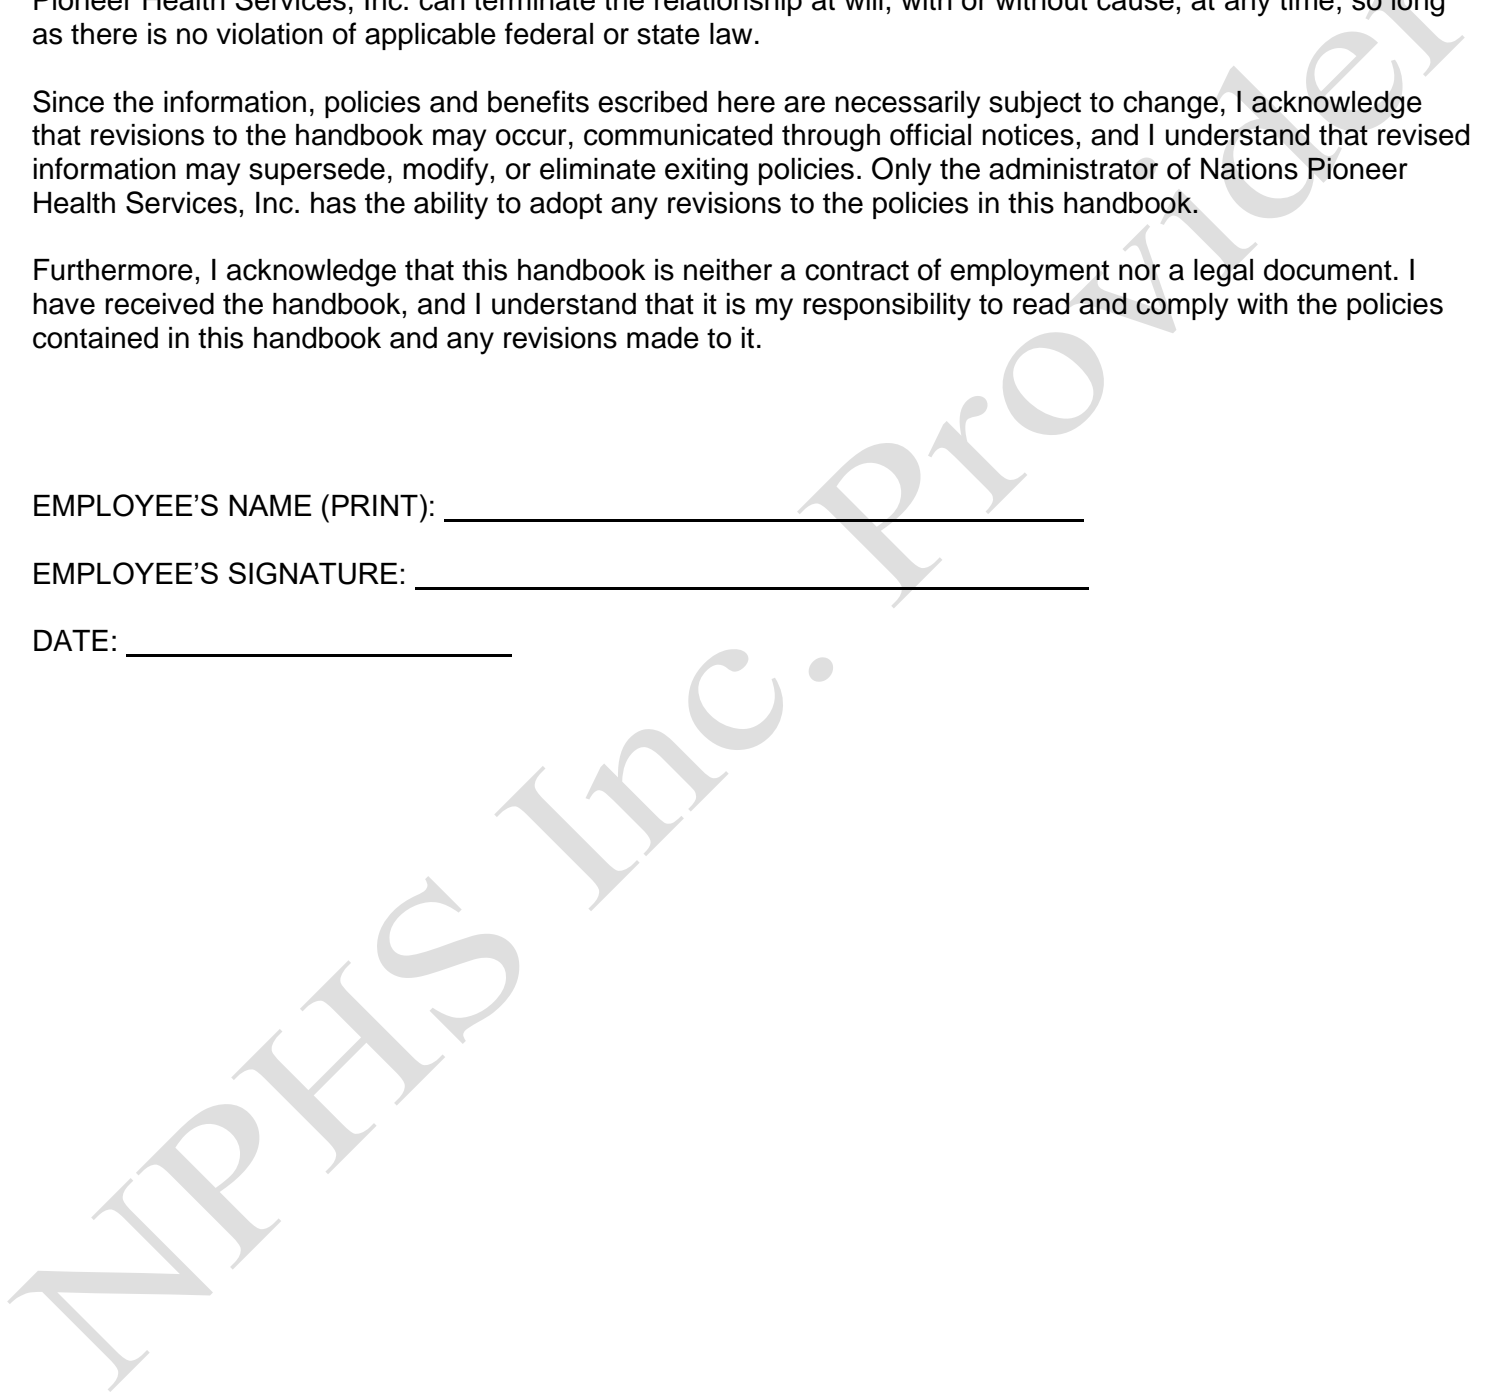 Pioneer Health Services, Inc. can terminate the relationship at will, with or without cause, at any time, so long
as there is no violation of applicable federal or state law.
Since the information, policies and benefits escribed here are necessarily subject to change, I acknowledge
that revisions to the handbook may occur, communicated through official notices, and I understand that revised
information may supersede, modify, or eliminate exiting policies. Only the administrator of Nations Pioneer
Health Services, Inc. has the ability to adopt any revisions to the policies in this handbook.
Furthermore, I acknowledge that this handbook is neither a contract of employment nor a legal document. I
have received the handbook, and I understand that it is my responsibility to read and comply with the policies
contained in this handbook and any revisions made to it.
EMPLOYEE’S NAME (PRINT):
EMPLOYEE’S SIGNATURE:
DATE:
NPHS Inc. Provider